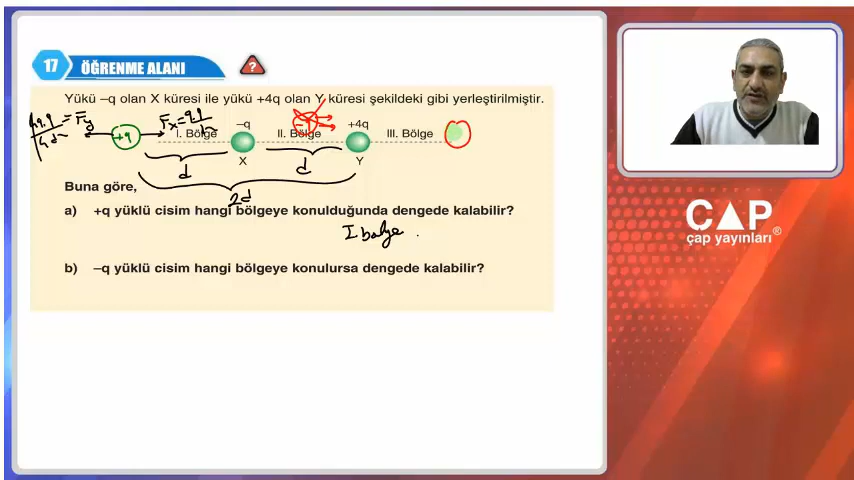 17 ÖĞRENME ALANI ?
Yükü –q olan X küresi ile yükü +4q olan Y küresi şekildeki gibi yerleştirilmiştir.
= Fy +q Fx = I. Bölge –q II. Bölge +4q III. Bölge
X Y
d d
2d
Buna göre,
a) +q yüklü cisim hangi bölgeye konulduğunda dengede kalabilir?
I bölge
b) –q yüklü cisim hangi bölgeye konulursa dengede kalabilir?
ÇAP
çap yayınları®